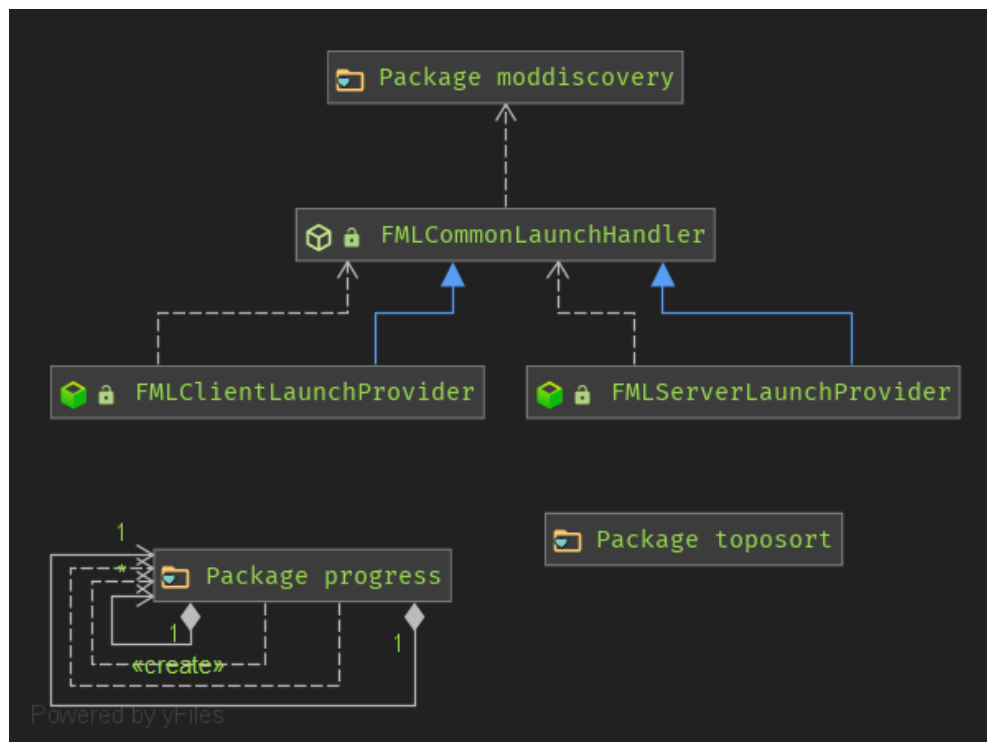 Package moddiscovery
FMLCommonLaunchHandler
FMLClientLaunchProvider
FMLServerLaunchProvider
Package toposort
1
*
Package progress
1
1
«create»
Powered by yFiles